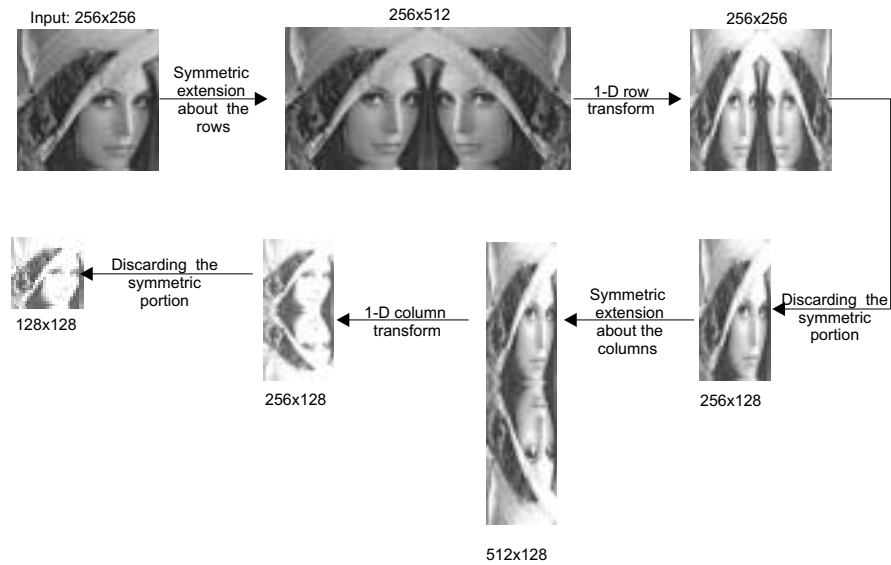 Input: 256x256
Symmetric
extension
about the
rows
256x512
1-D row
transform
256x256
Discarding the
symmetric
portion
256x128
Symmetric
extension
about the
columns
512x128
1-D column
transform
256x128
Discarding the
symmetric
portion
128x128